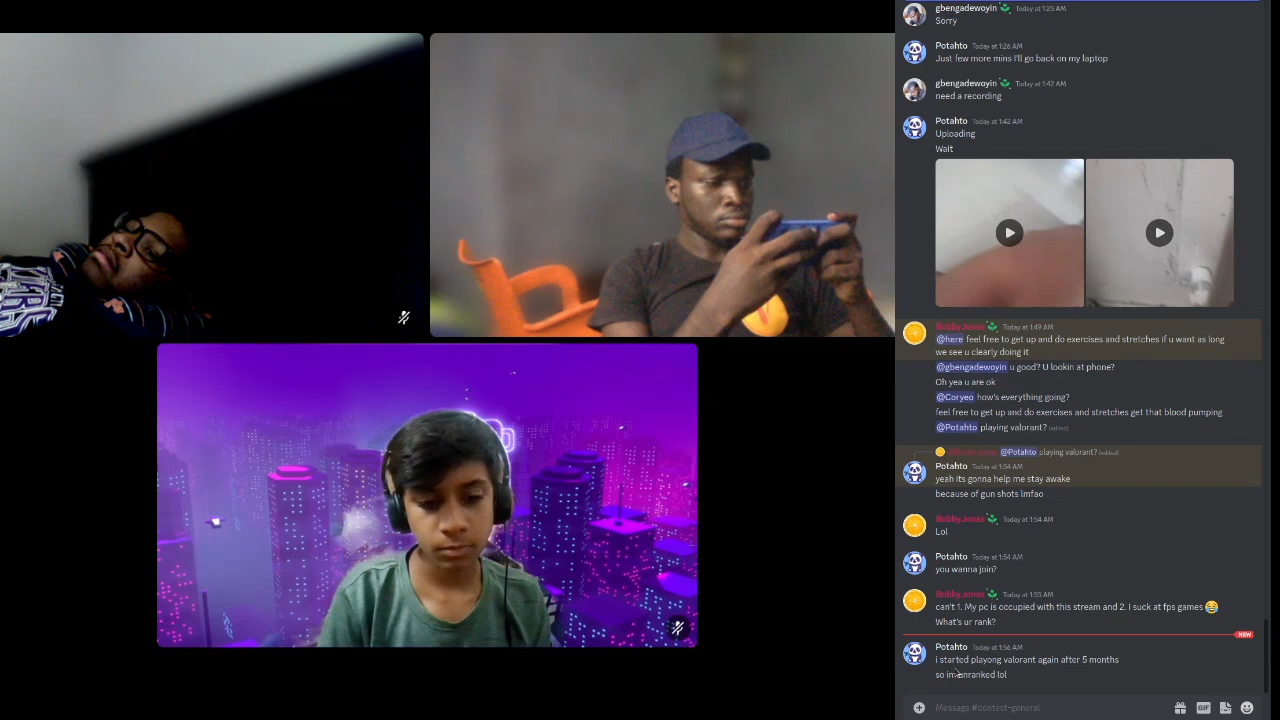 gbengadewoyin Today at 1:25 AM
Sorry
Potahto Today at 1:26 AM
Just few more mins I'll go back on my laptop
gbengadewoyin Today at 1:42 AM
need a recording
Potahto Today at 1:42 AM
Uploading
Wait
BobbyJonas Today at 1:49 AM
@here feel free to get up and do exercises and stretches if u want as long
we see u clearly doing it
@gbengadewoyin u good? U lookin at phone?
Oh yea u are ok
@Coryeo how's everything going?
feel free to get up and do exercises and stretches get that blood pumping
@Potahto playing valorant? (edited)
BobbyJonas @Potahto playing valorant? (edited)
Potahto Today at 1:54 AM
yeah its gonna help me stay awake
because of gun shots lmfao
BobbyJonas Today at 1:54 AM
Lol
Potahto Today at 1:54 AM
you wanna join?
BobbyJonas Today at 1:55 AM
can't 1. My pc is occupied with this stream and 2. I suck at fps games 😂
What's ur rank?
NEW
Potahto Today at 1:56 AM
i started playong valorant again after 5 months
so im unranked lol
Message #contest-general
GIF